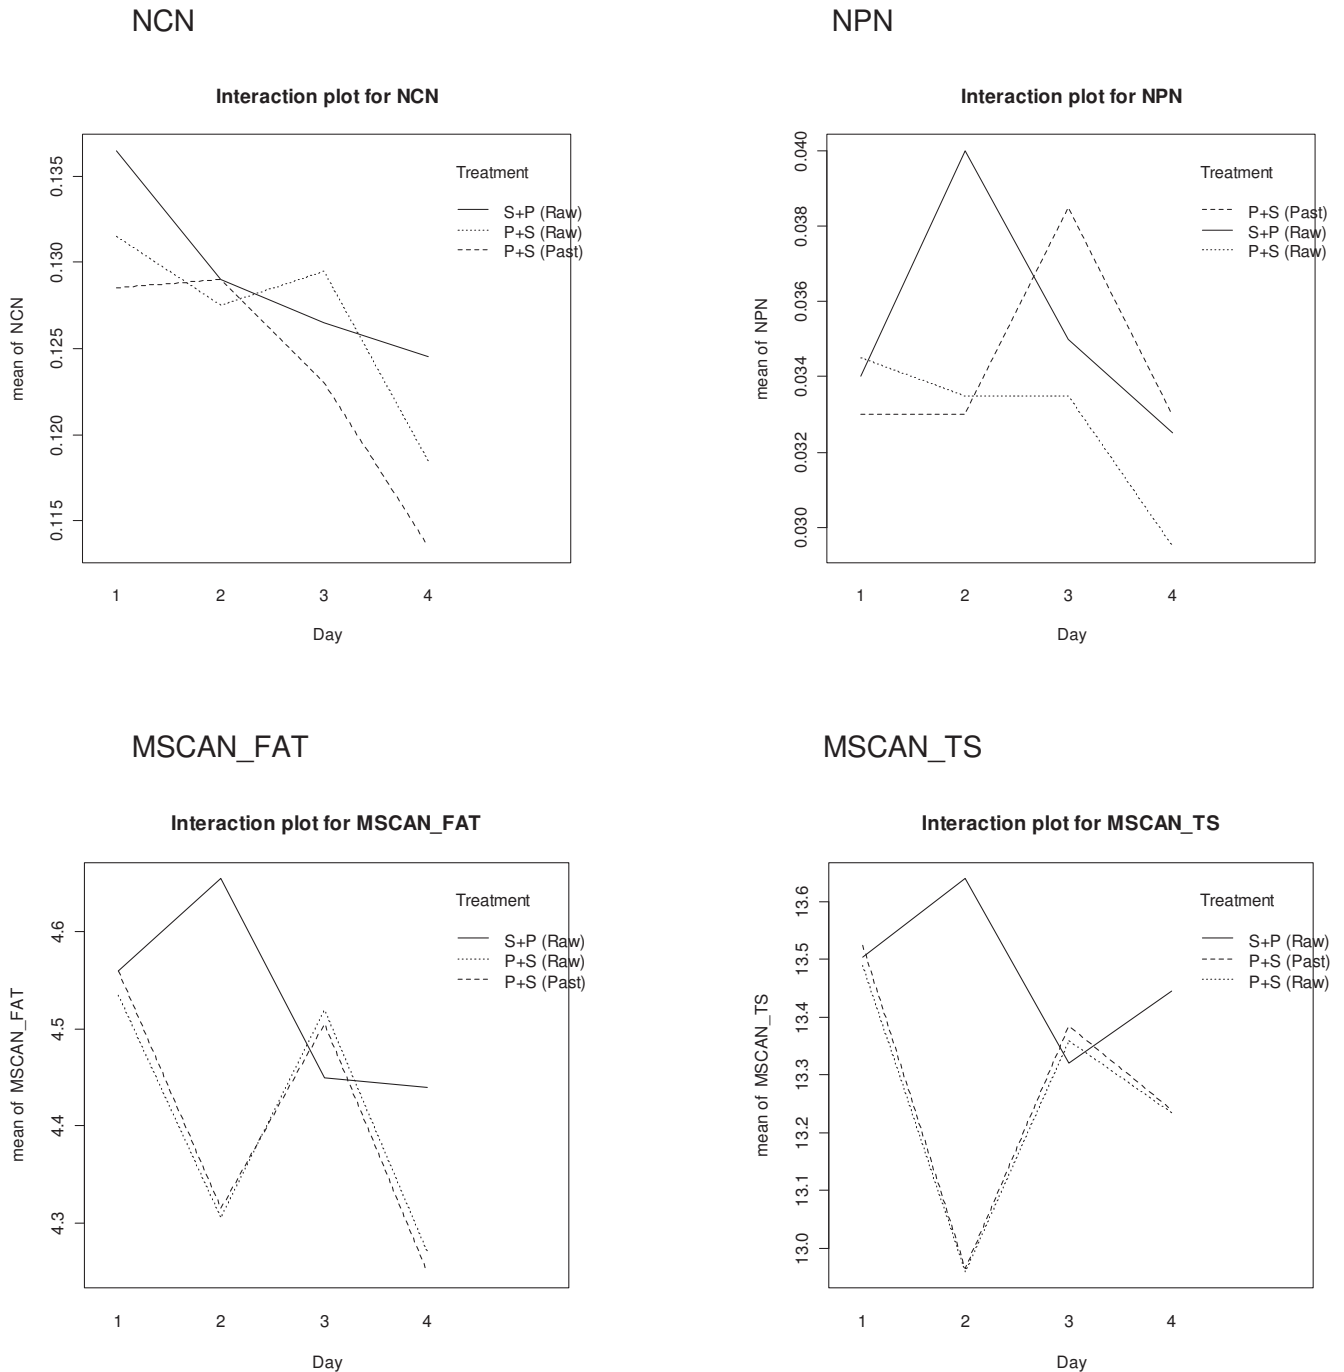 NCN
Interaction plot for NCN
mean of NCN
0.135
0.130
0.125
0.120
0.115
Treatment
S+P (Raw)
P+S (Raw)
P+S (Past)
1 2 3 4
Day
NPN
Interaction plot for NPN
mean of NPN
0.040
0.038
0.036
0.034
0.032
0.030
Treatment
P+S (Past)
S+P (Raw)
P+S (Raw)
1 2 3 4
Day
MSCAN_FAT
Interaction plot for MSCAN_FAT
mean of MSCAN_FAT
4.6
4.5
4.4
4.3
Treatment
S+P (Raw)
P+S (Raw)
P+S (Past)
1 2 3 4
Day
MSCAN_TS
Interaction plot for MSCAN_TS
mean of MSCAN_TS
13.6
13.5
13.4
13.3
13.2
13.1
13.0
Treatment
S+P (Raw)
P+S (Past)
P+S (Raw)
1 2 3 4
Day